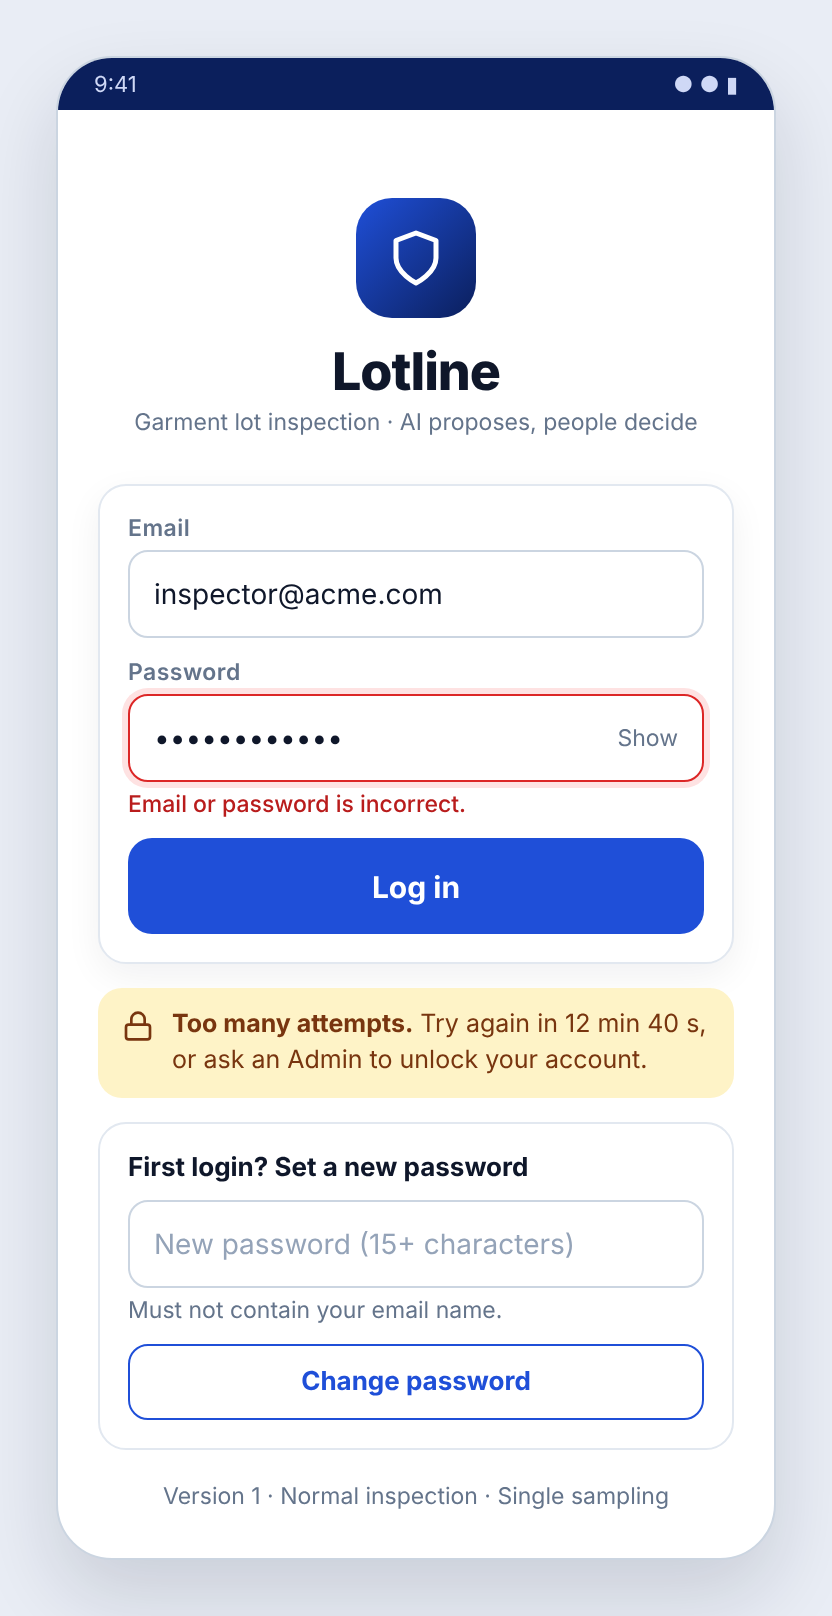 9:41
Lotline
Garment lot inspection · AI proposes, people decide
Email
inspector@acme.com
Password
•••••••••••• Show
Email or password is incorrect.
Log in
Too many attempts. Try again in 12 min 40 s,
or ask an Admin to unlock your account.
First login? Set a new password
New password (15+ characters)
Must not contain your email name.
Change password
Version 1 · Normal inspection · Single sampling